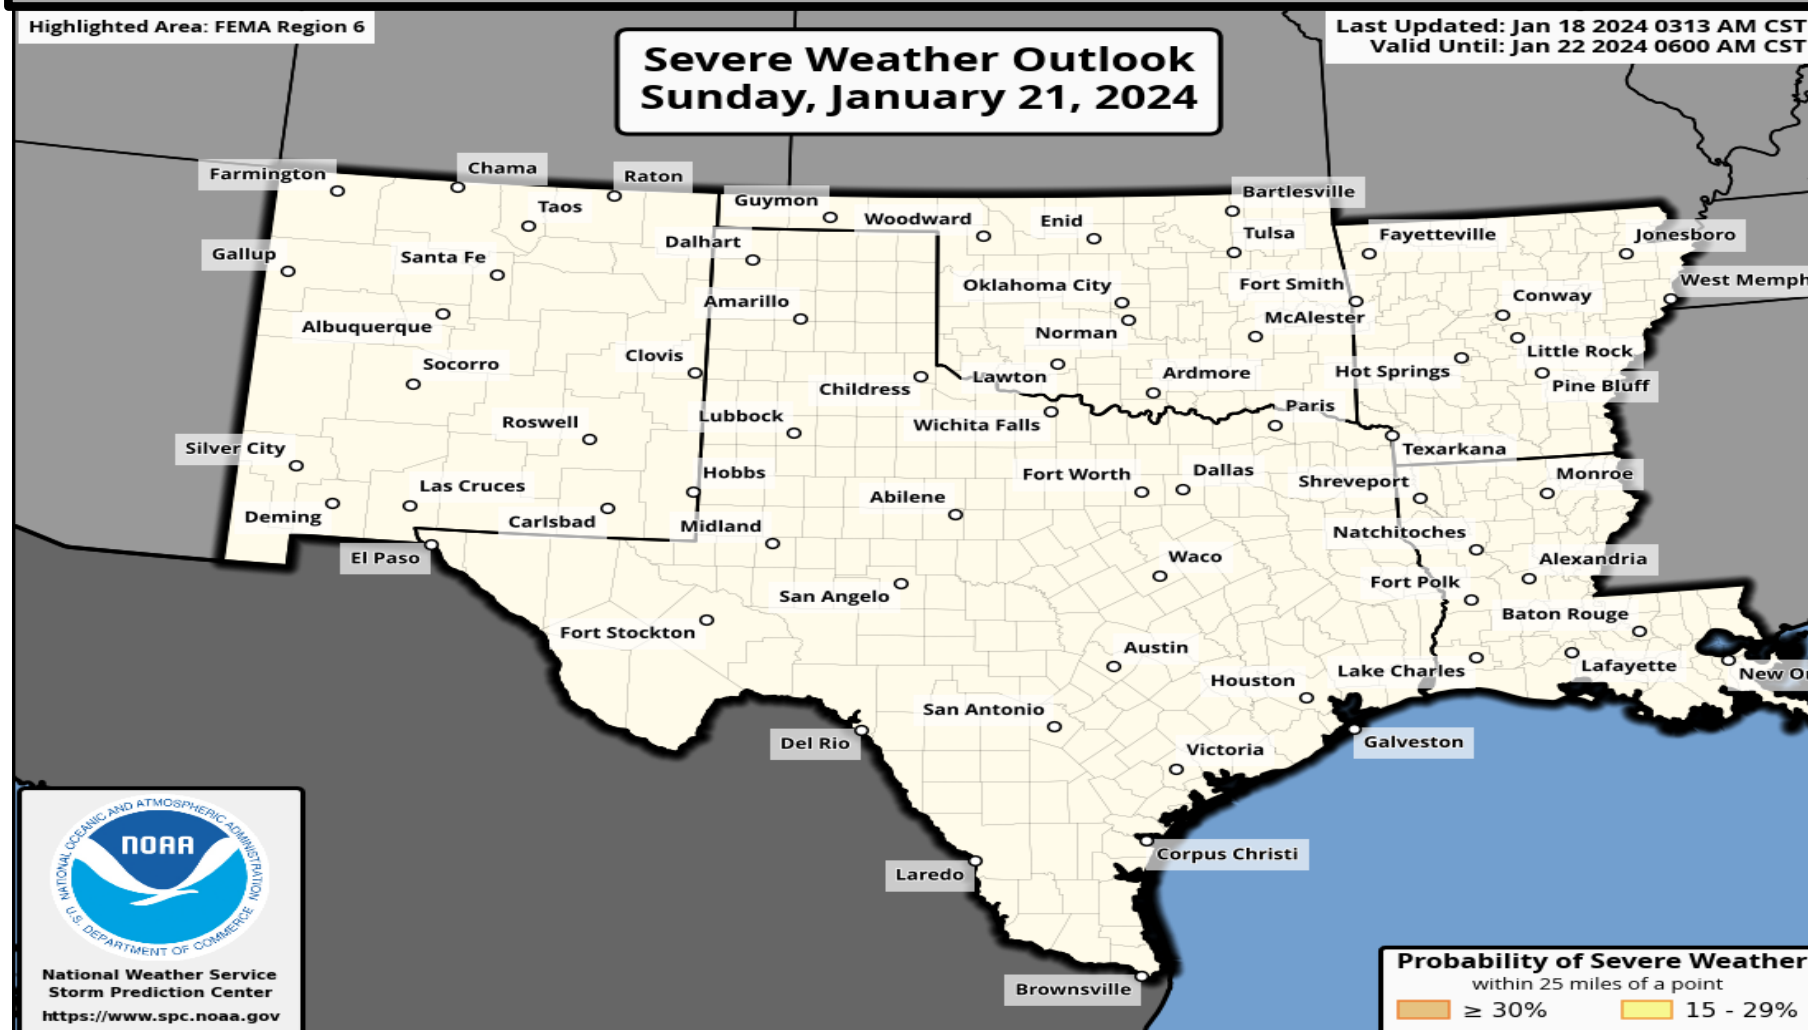 Highlighted Area: FEMA Region 6
Last Updated: Jan 18 2024 0313 AM CST
Valid Until: Jan 22 2024 0600 AM CST
Severe Weather Outlook
Sunday, January 21, 2024
Farmington
Chama
Raton
Taos
Guymon
Woodward
Enid
Bartlesville
Tulsa
Fayetteville
Jonesboro
Gallup
Santa Fe
Dalhart
Oklahoma City
Fort Smith
Conway
West Memph
Albuquerque
Amarillo
Norman
McAlester
Little Rock
Socorro
Clovis
Childress
Lawton
Ardmore
Hot Springs
Pine Bluff
Roswell
Lubbock
Wichita Falls
Paris
Texarkana
Silver City
Las Cruces
Hobbs
Abilene
Fort Worth
Dallas
Shreveport
Monroe
Deming
Carlsbad
Midland
Natchitoches
El Paso
Waco
Alexandria
San Angelo
Fort Polk
Fort Stockton
Baton Rouge
Austin
Houston
Lake Charles
Lafayette
New Or
San Antonio
Del Rio
Victoria
Galveston
Laredo
Corpus Christi
Brownsville
NATIONAL OCEANIC AND ATMOSPHERIC ADMINISTRATION
NOAA
U.S. DEPARTMENT OF COMMERCE
National Weather Service
Storm Prediction Center
https://www.spc.noaa.gov
Probability of Severe Weather
within 25 miles of a point
≥ 30%
15 - 29%